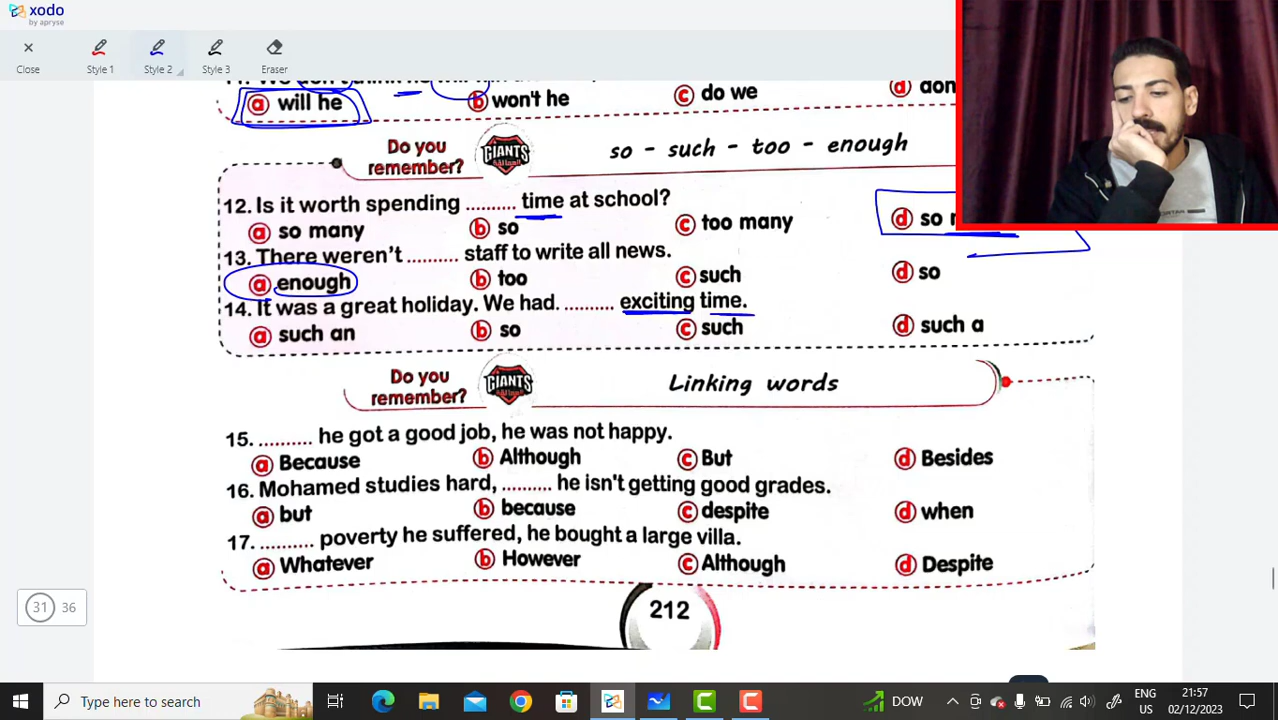 xodo
by apryse
Close
Style 1
Style 2
Style 3
Eraser
a will he
b won't he
c do we
a don
Do you
remember?
GIANTS
so - such - too - enough
12. Is it worth spending .......... time at school?
a so many
b so
c too many
d so
13. There weren't .......... staff to write all news.
a enough
b too
c such
d so
14. It was a great holiday. We had. .......... exciting time.
a such an
b so
c such
d such a
Do you
remember?
GIANTS
Linking words
15. .......... he got a good job, he was not happy.
a Because
b Although
c But
d Besides
16. Mohamed studies hard, .......... he isn't getting good grades.
a but
b because
c despite
d when
17. .......... poverty he suffered, he bought a large villa.
a Whatever
b However
c Although
d Despite
212
31 36
Type here to search
DOW
ENG
US
21:57
02/12/2023